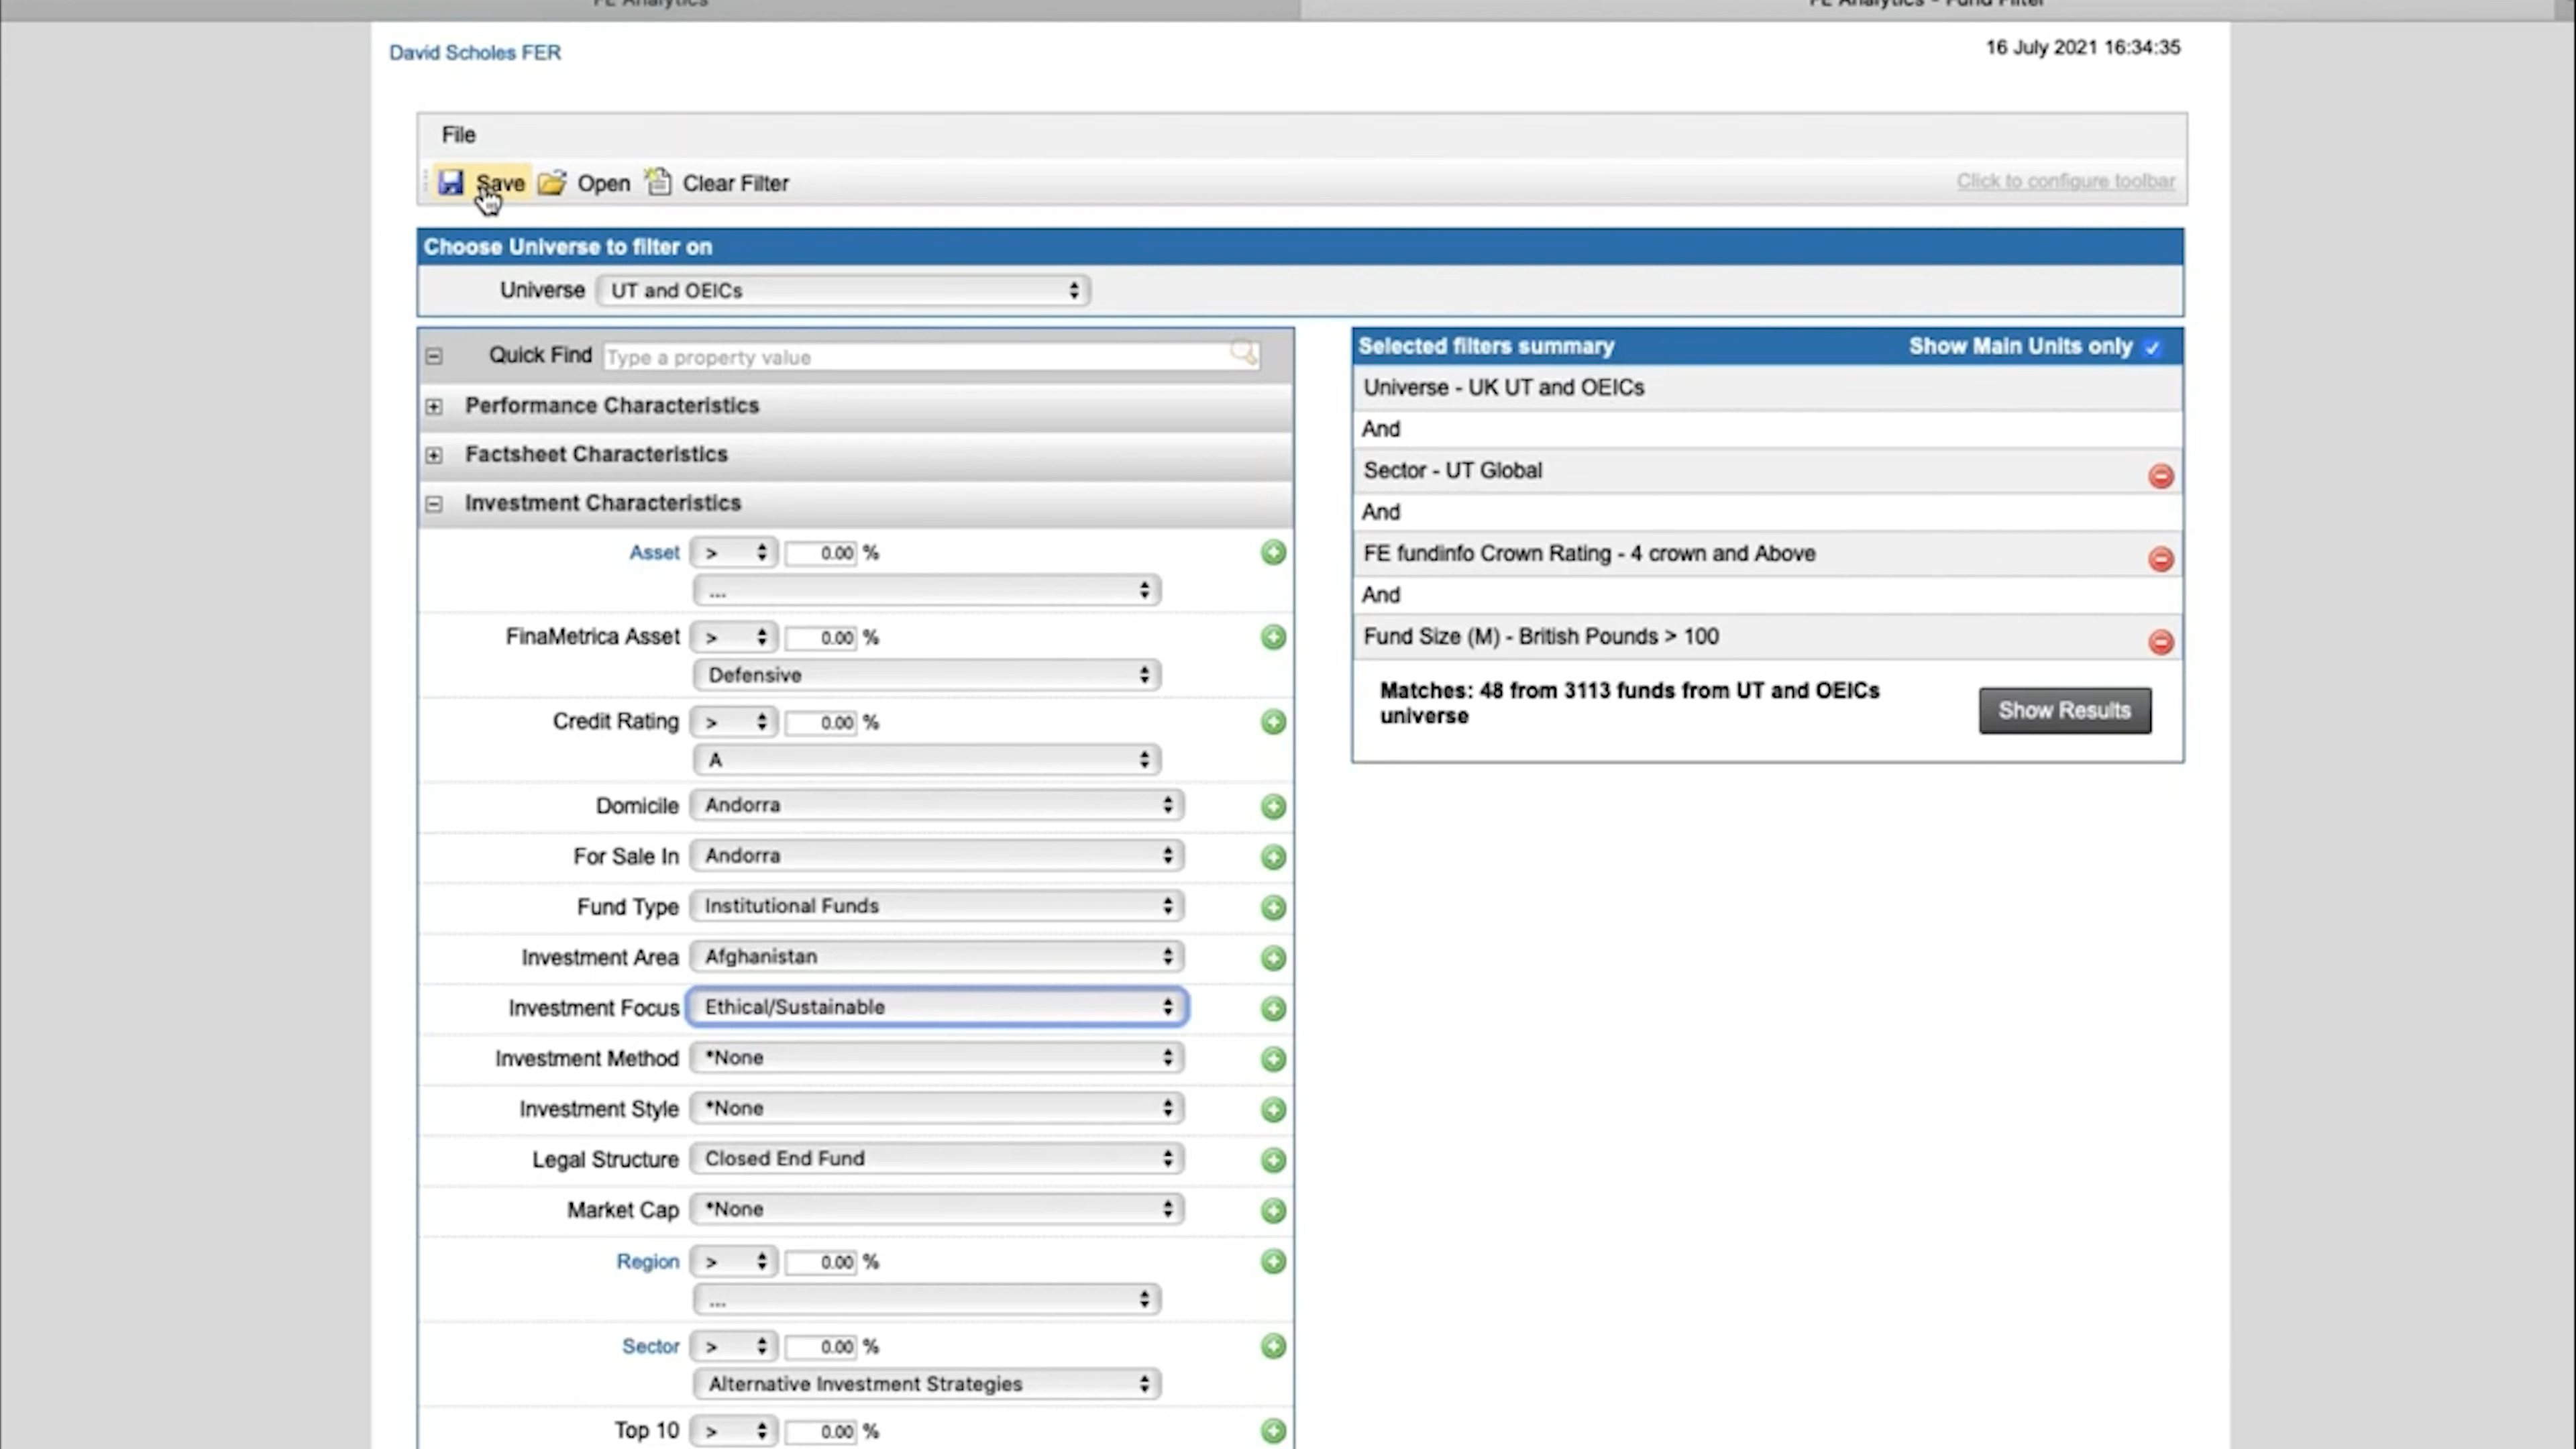 FE Analytics
FE Analytics - Fund Filter
David Scholes FER
16 July 2021 16:34:35
File
Save Open Clear Filter
Click to configure toolbar
Choose Universe to filter on
Universe UT and OEICs
Quick Find Type a property value
Performance Characteristics
Factsheet Characteristics
Investment Characteristics
Asset > 0.00 %
...
FinaMetrica Asset > 0.00 %
Defensive
Credit Rating > 0.00 %
A
Domicile Andorra
For Sale In Andorra
Fund Type Institutional Funds
Investment Area Afghanistan
Investment Focus Ethical/Sustainable
Investment Method *None
Investment Style *None
Legal Structure Closed End Fund
Market Cap *None
Region > 0.00 %
...
Sector > 0.00 %
Alternative Investment Strategies
Top 10 > 0.00 %
Selected filters summary
Show Main Units only
Universe - UK UT and OEICs
And
Sector - UT Global
And
FE fundinfo Crown Rating - 4 crown and Above
And
Fund Size (M) - British Pounds > 100
Matches: 48 from 3113 funds from UT and OEICs
universe
Show Results